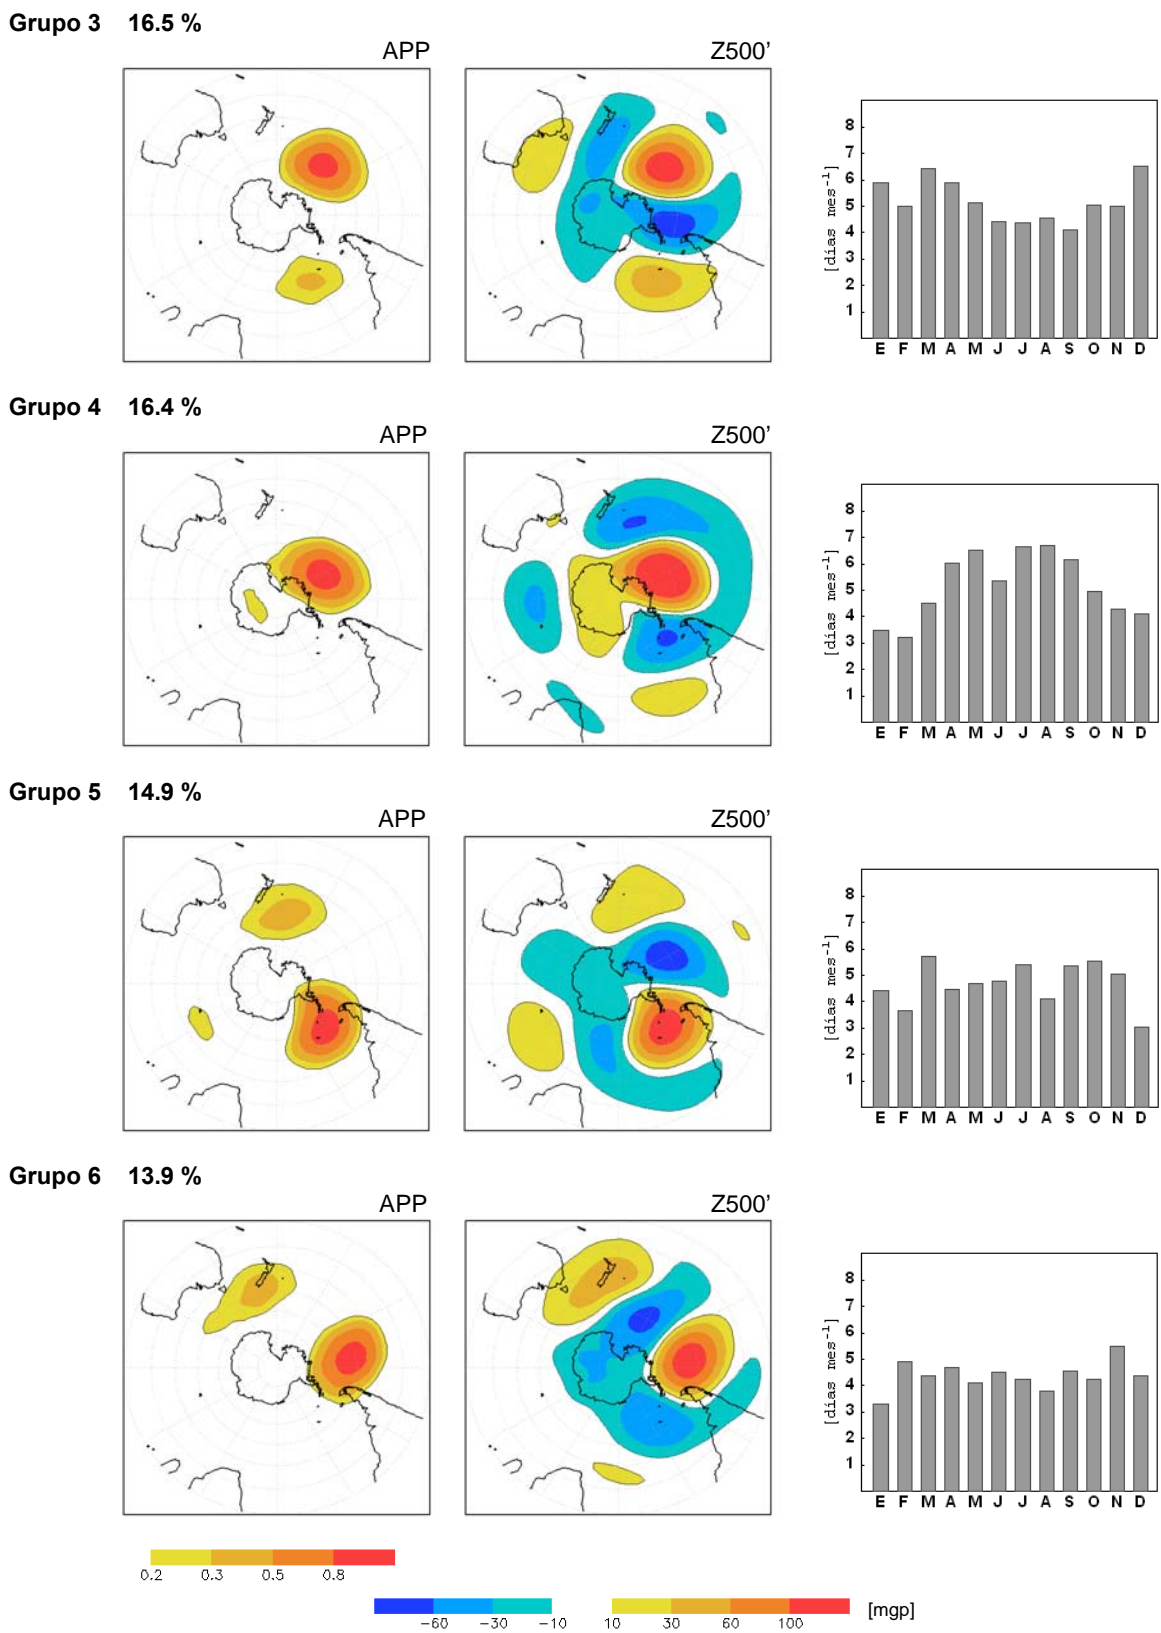 Grupo 3 16.5 %
APP
Z500'
8
7
6
5
4
3
2
1
[días mes⁻¹]
E F M A M J J A S O N D
Grupo 4 16.4 %
APP
Z500'
8
7
6
5
4
3
2
1
[días mes⁻¹]
E F M A M J J A S O N D
Grupo 5 14.9 %
APP
Z500'
8
7
6
5
4
3
2
1
[días mes⁻¹]
E F M A M J J A S O N D
Grupo 6 13.9 %
APP
Z500'
8
7
6
5
4
3
2
1
[días mes⁻¹]
E F M A M J J A S O N D
0.2 0.3 0.5 0.8
−60 −30 −10 10 30 60 100 [mgp]